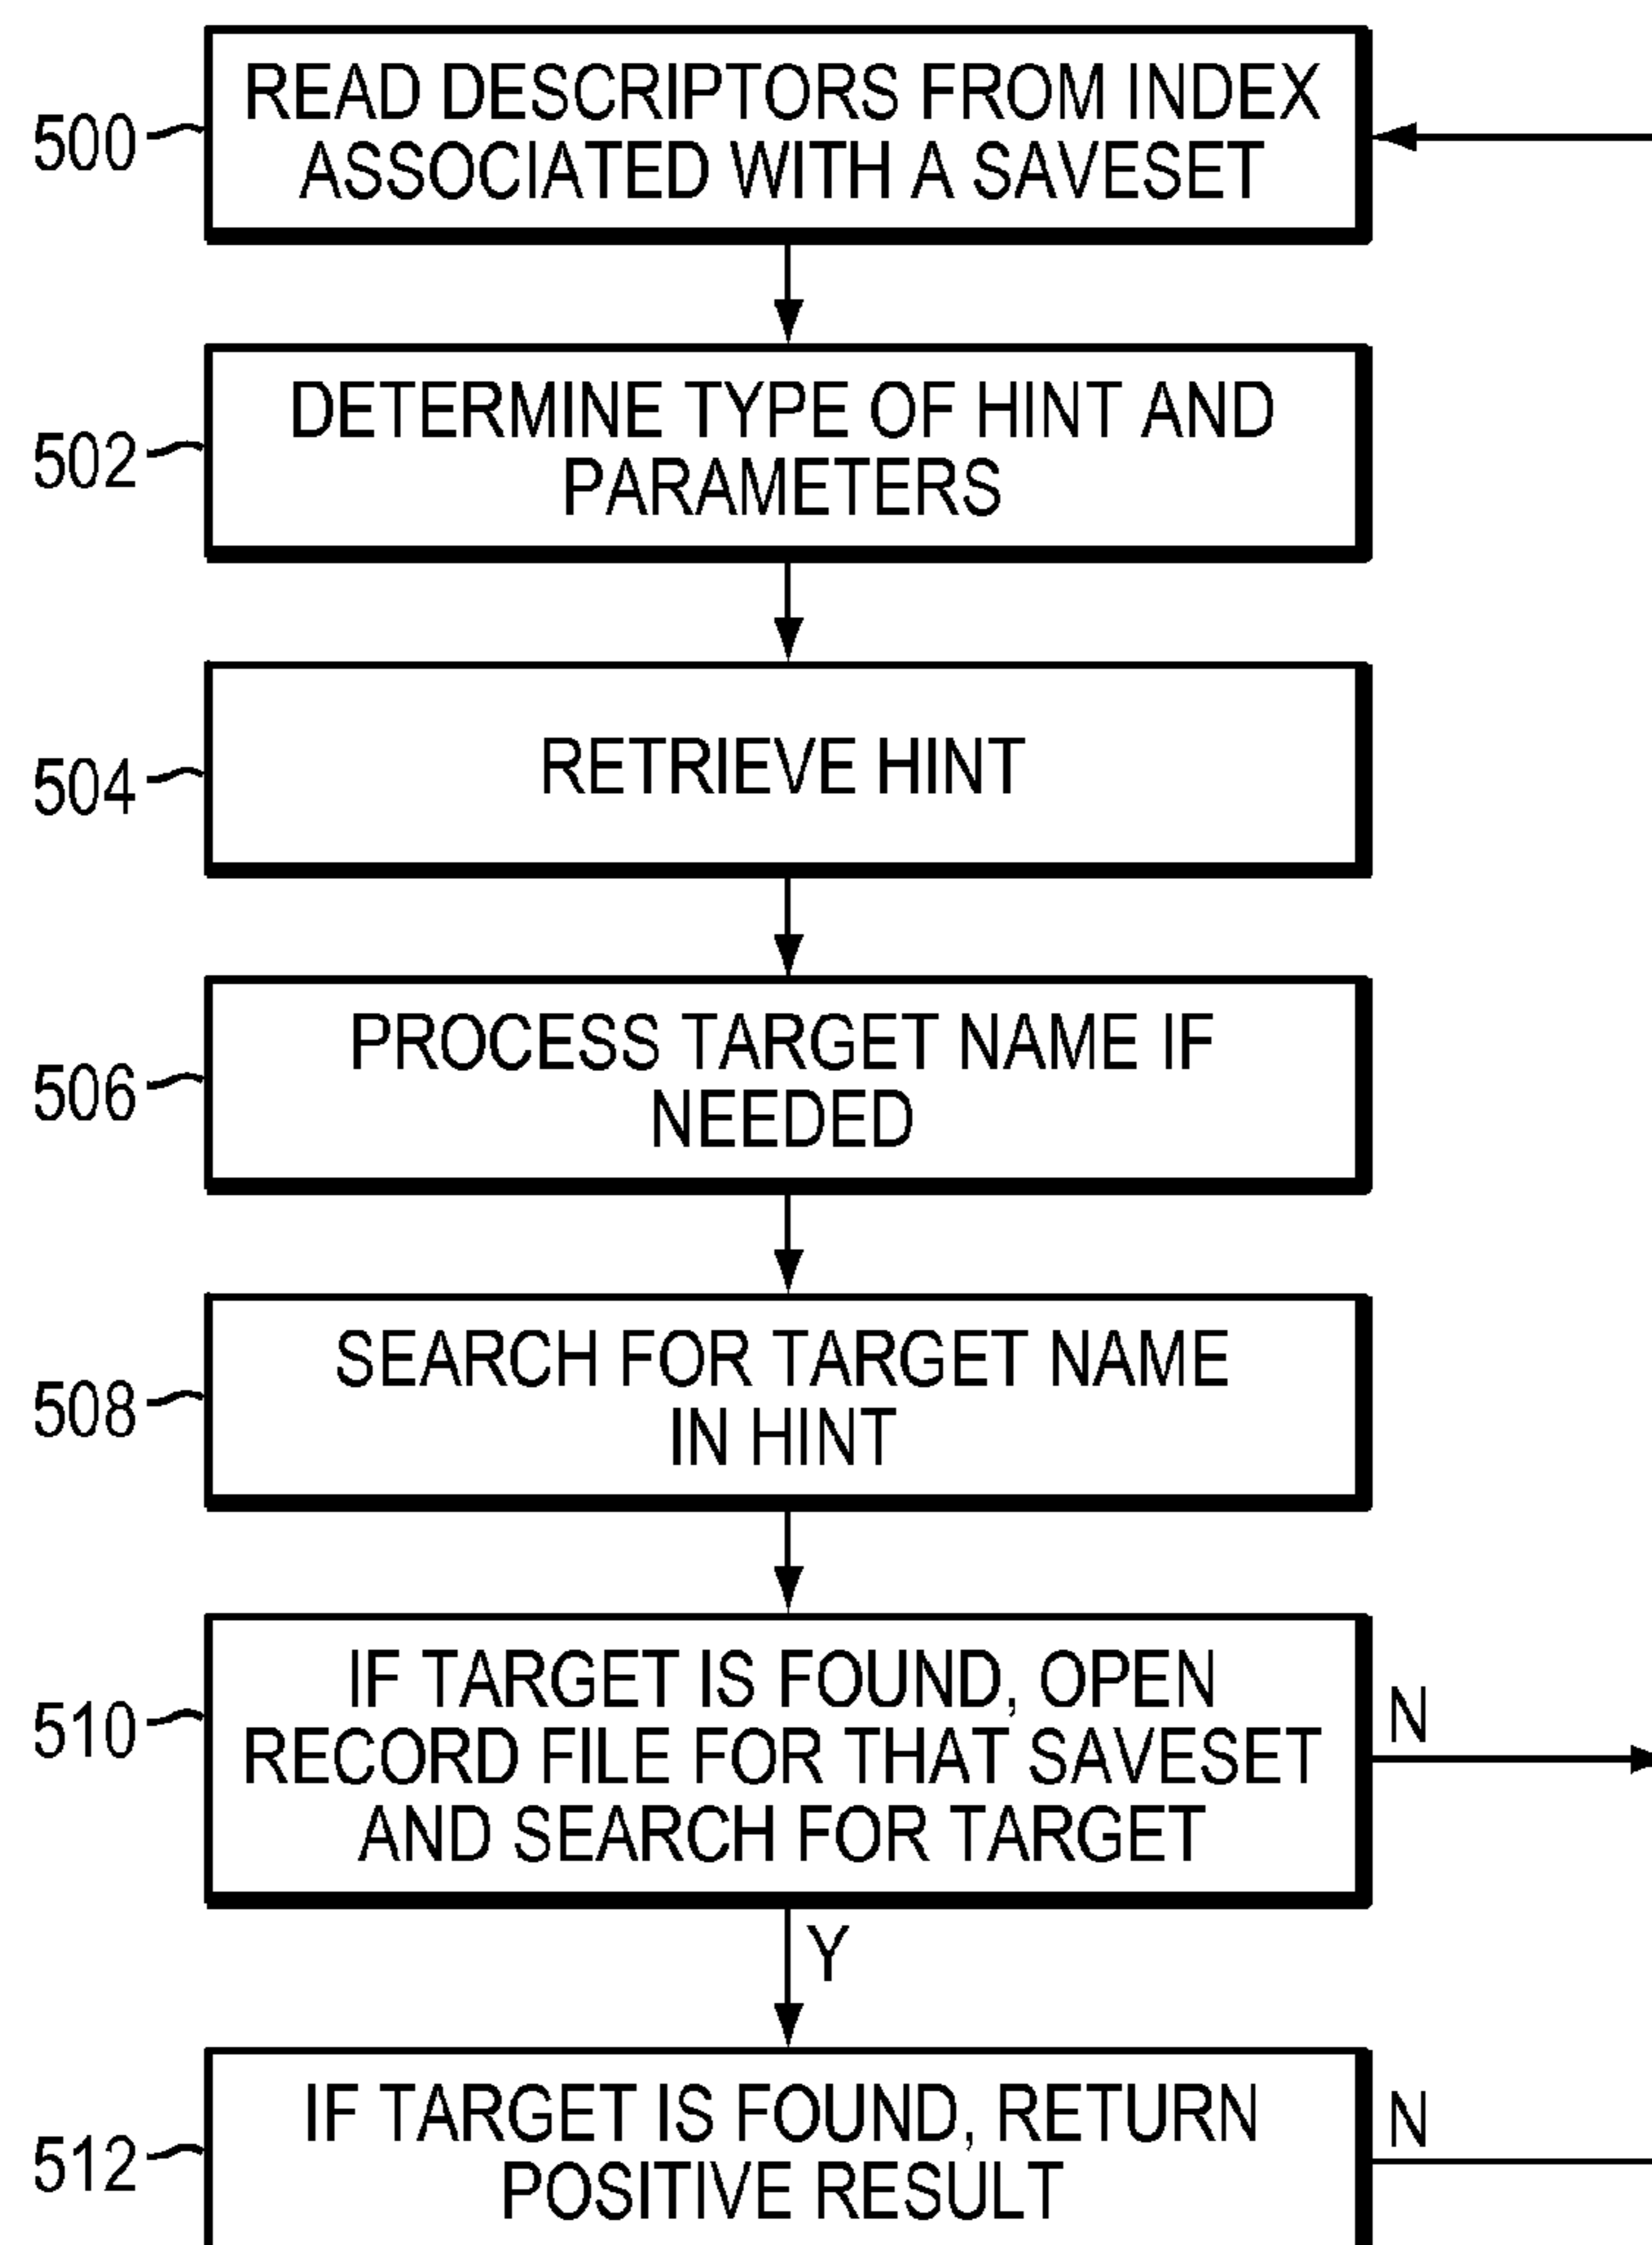 500
READ DESCRIPTORS FROM INDEX
ASSOCIATED WITH A SAVESET
502
DETERMINE TYPE OF HINT AND
PARAMETERS
504
RETRIEVE HINT
506
PROCESS TARGET NAME IF
NEEDED
508
SEARCH FOR TARGET NAME
IN HINT
510
IF TARGET IS FOUND, OPEN
RECORD FILE FOR THAT SAVESET
AND SEARCH FOR TARGET
N
Y
512
IF TARGET IS FOUND, RETURN
POSITIVE RESULT
N